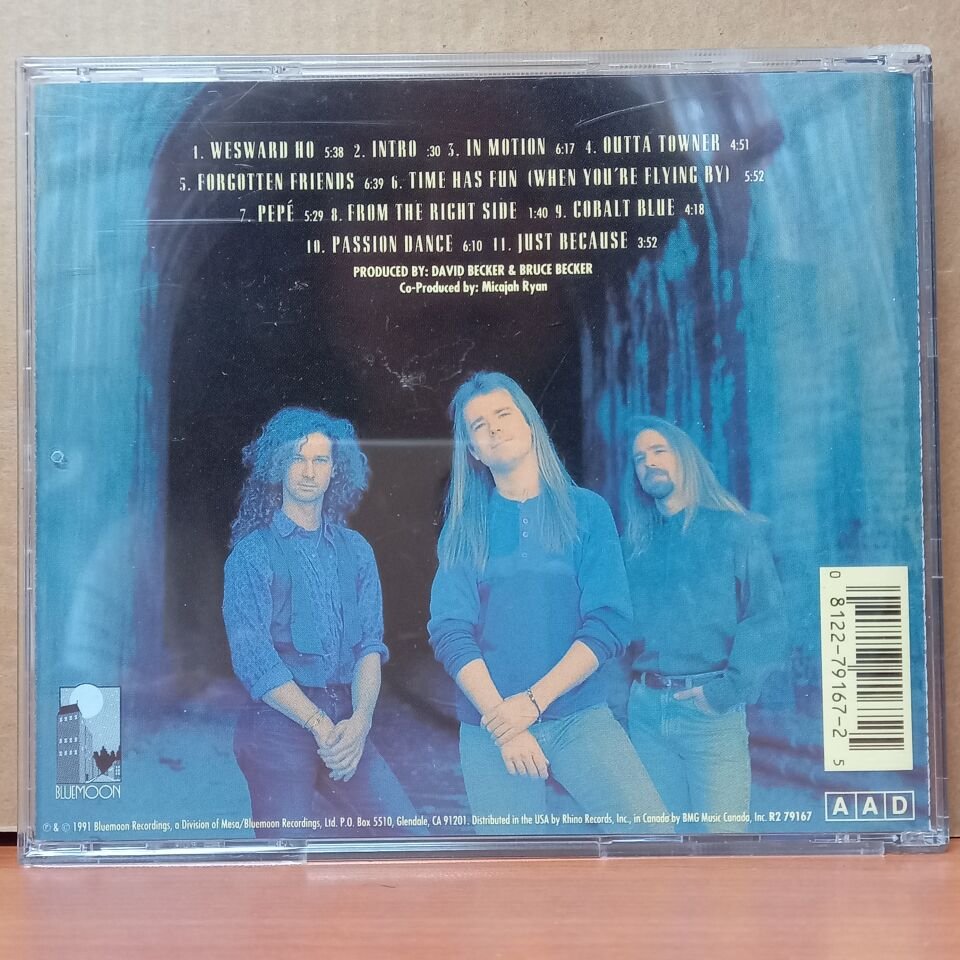 1. WESWARD HO 5:38 2. INTRO :30 3. IN MOTION 6:17 4. OUTTA TOWNER 4:51
5. FORGOTTEN FRIENDS 6:39 6. TIME HAS FUN (WHEN YOU'RE FLYING BY) 5:52
7. PEPÉ 5:29 8. FROM THE RIGHT SIDE 1:40 9. COBALT BLUE 4:18
10. PASSION DANCE 6:10 11. JUST BECAUSE 3:52
PRODUCED BY: DAVID BECKER & BRUCE BECKER
Co-Produced by: Micajah Ryan
0 8122-79167-2 5
BLUEMOON
AAD
℗ & © 1991 Bluemoon Recordings, a Division of Mesa/Bluemoon Recordings, Ltd. P.O. Box 5510, Glendale, CA 91201. Distributed in the USA by Rhino Records, Inc., in Canada by BMG Music Canada, Inc. R2 79167